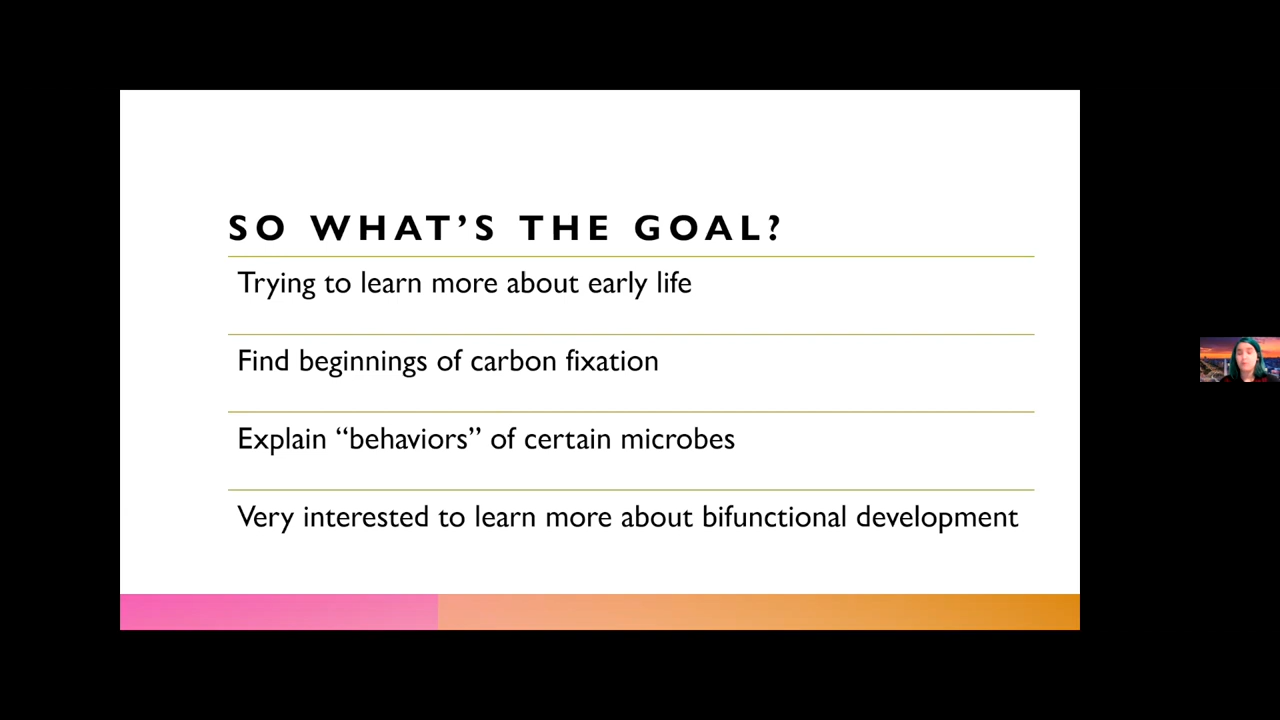 SO WHAT’S THE GOAL?
Trying to learn more about early life
Find beginnings of carbon fixation
Explain “behaviors” of certain microbes
Very interested to learn more about bifunctional development